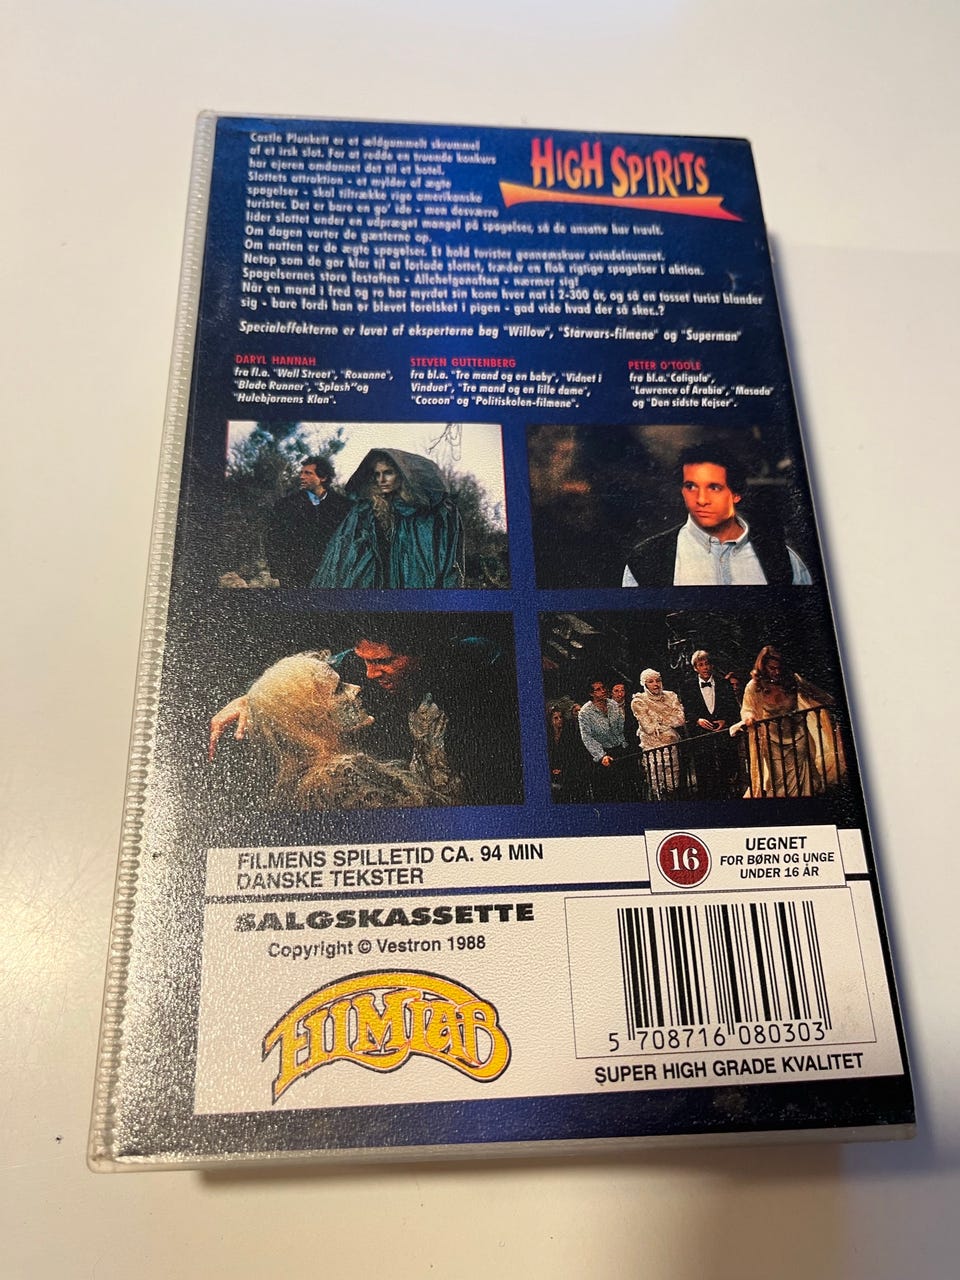 HIGH SPIRITS
Castle Plunkett er et ældgammelt skrummel
af et irsk slot. For at redde en truende konkurs
har ejeren omdannet det til et hotel.
Slottets attraktion - et mylder af ægte
spøgelser - skal tiltrække rige amerikanske
turister. Det er bare en go' ide - men desværre
lider slottet under en udpræget mangel på spøgelser, så de ansatte har travlt.
Om dagen varter de gæsterne op.
Om natten er de ægte spøgelser. Et hold turister gennemskuer svindelnumret.
Netop som de gør klar til at forlade slottet, træder en flok rigtige spøgelser i aktion.
Spøgelsernes store festaften - Allehelgenaften - nærmer sig!
Når en mand i fred og ro har myrdet sin kone hver nat i 2-300 år, og så en tosset turist blander
sig - bare fordi han er blevet forelsket i pigen - gad vide hvad der så sker..?
Specialeffekterne er lavet af eksperterne bag "Willow", "Starwars-filmene" og "Superman"
DARYL HANNAH
fra fl.a. "Wall Street", "Roxanne",
"Blade Runner", "Splash"og
"Hulebjørnens Klan".
STEVEN GUTTENBERG
fra bl.a. "Tre mand og en baby", "Vidnet i
Vinduet", "Tre mand og en lille dame",
"Cocoon" og "Politiskolen-filmene".
PETER O'TOOLE
fra bl.a."Caligula",
"Lawrence of Arabia", "Masada"
og "Den sidste Kejser".
FILMENS SPILLETID CA. 94 MIN
DANSKE TEKSTER
16
UEGNET
FOR BØRN OG UNGE
UNDER 16 ÅR
SALGSKASSETTE
Copyright © Vestron 1988
FILMLAB
5 708716 080303
SUPER HIGH GRADE KVALITET